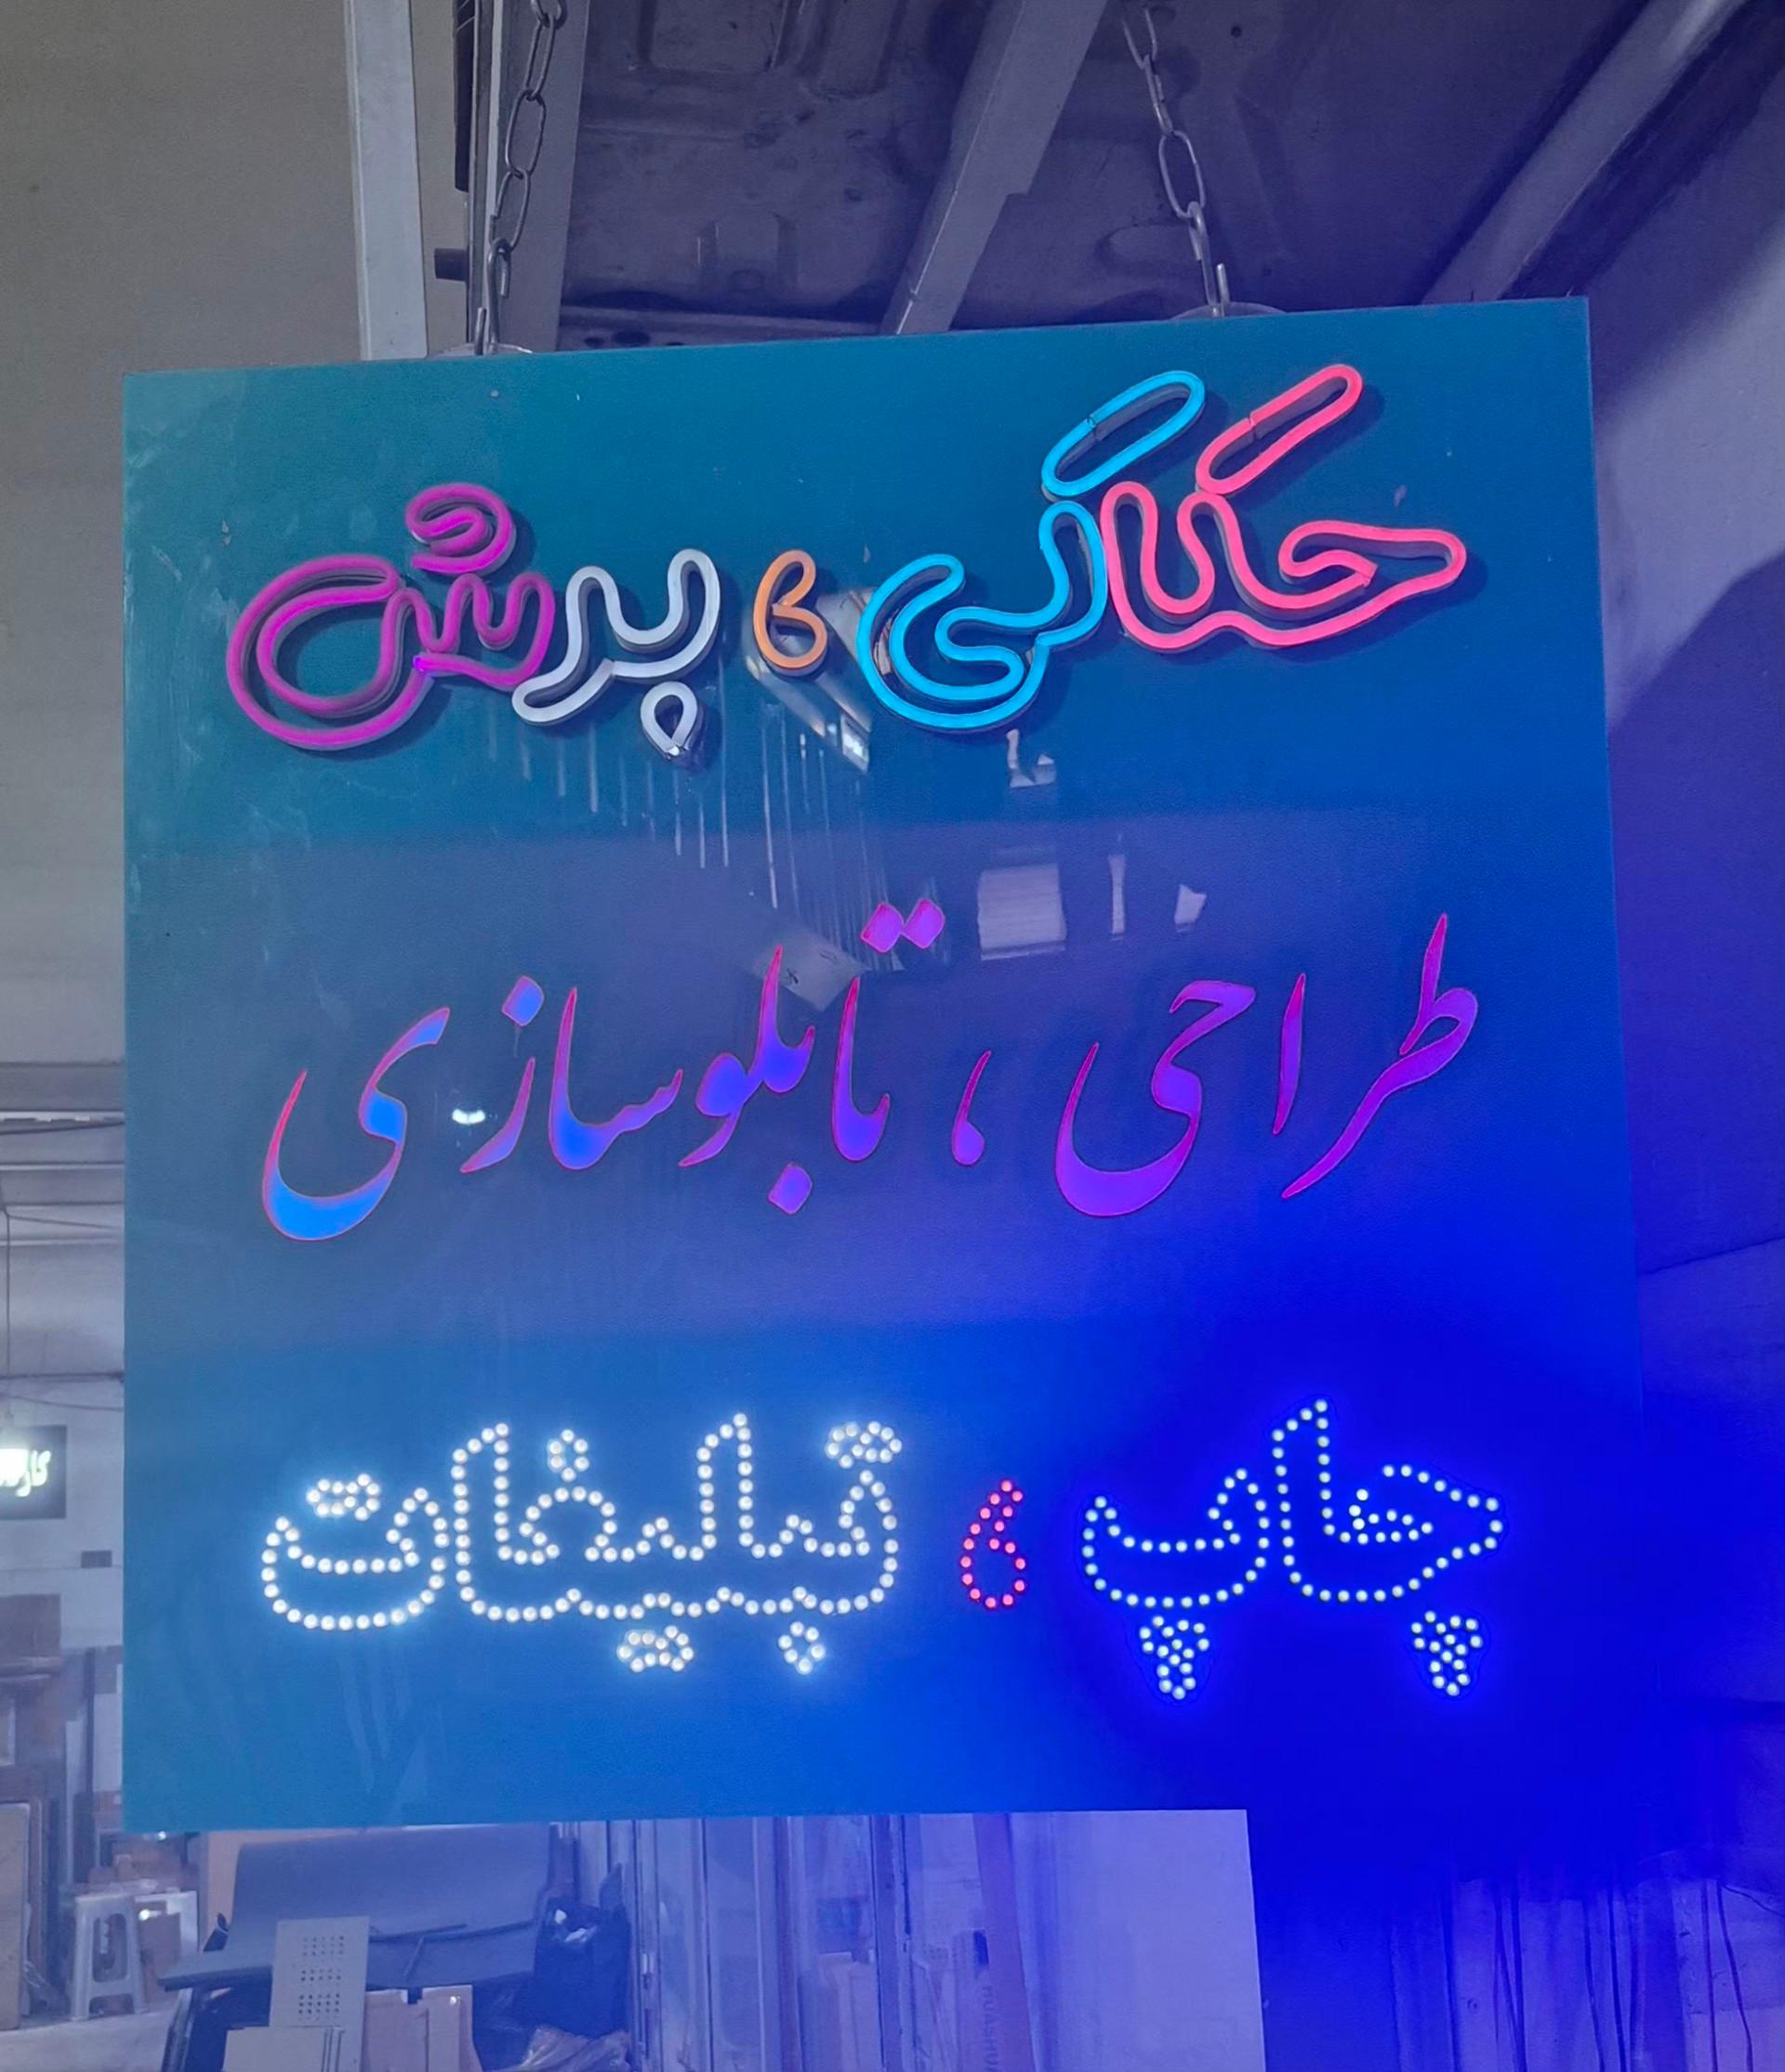 حکاکی و برش
طراحی ، تابلوسازی
چاپ و تبلیغات